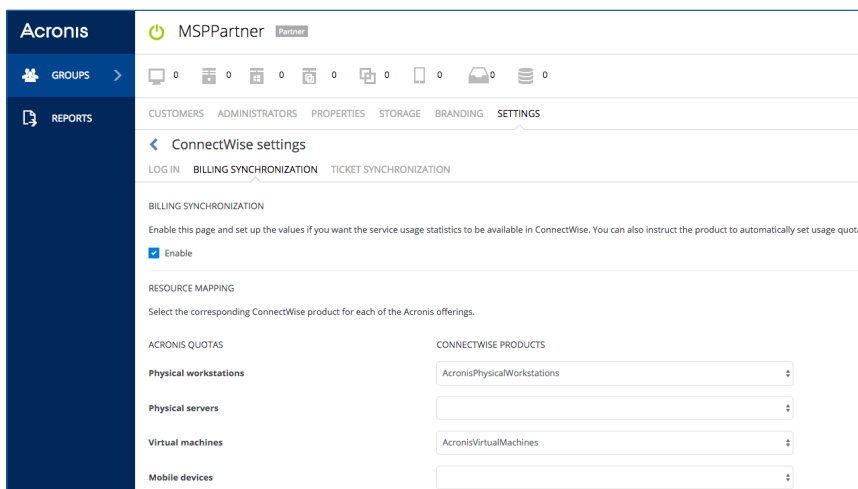 Acronis
MSPPartner Partner
GROUPS
0 0 0 0 0 0 0 0
REPORTS
CUSTOMERS ADMINISTRATORS PROPERTIES STORAGE BRANDING SETTINGS
ConnectWise settings
LOG IN BILLING SYNCHRONIZATION TICKET SYNCHRONIZATION
BILLING SYNCHRONIZATION
Enable this page and set up the values if you want the service usage statistics to be available in ConnectWise. You can also instruct the product to automatically set usage quota
Enable
RESOURCE MAPPING
Select the corresponding ConnectWise product for each of the Acronis offerings.
ACRONIS QUOTAS CONNECTWISE PRODUCTS
Physical workstations AcronisPhysicalWorkstations
Physical servers
Virtual machines AcronisVirtualMachines
Mobile devices